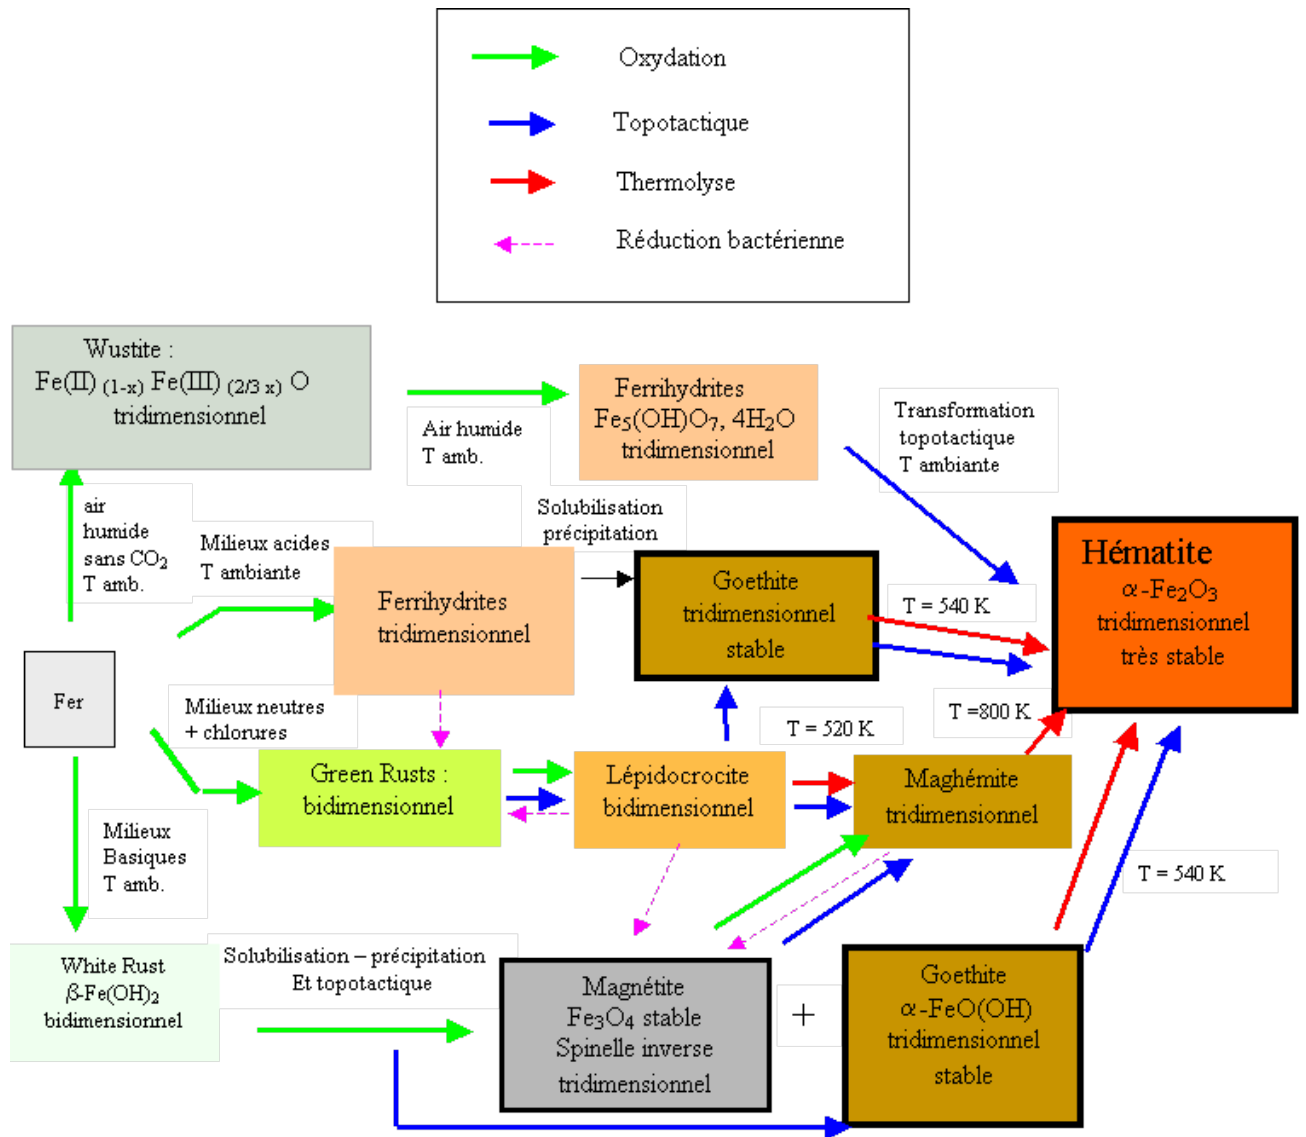 Oxydation
Topotactique
Thermolyse
Réduction bactérienne
Wustite :
Fe(II) (1-x) Fe(III) (2/3 x) O
tridimensionnel
Ferrihydrites
Fe5(OH)O7, 4H2O
tridimensionnel
Air humide
T amb.
Transformation
topotactique
T ambiante
air
humide
sans CO2
T amb.
Milieux acides
T ambiante
Solubilisation
précipitation
Ferrihydrites
tridimensionnel
Goethite
tridimensionnel
stable
T = 540 K
Hématite
α-Fe2O3
tridimensionnel
très stable
Fer
Milieux neutres
+ chlorures
T = 520 K
T =800 K
Green Rusts :
bidimensionnel
Lépidocrocite
bidimensionnel
Maghémite
tridimensionnel
Milieux
Basiques
T amb.
T = 540 K
White Rust
β-Fe(OH)2
bidimensionnel
Solubilisation – précipitation
Et topotactique
Magnétite
Fe3O4 stable
Spinelle inverse
tridimensionnel
+
Goethite
α-FeO(OH)
tridimensionnel
stable